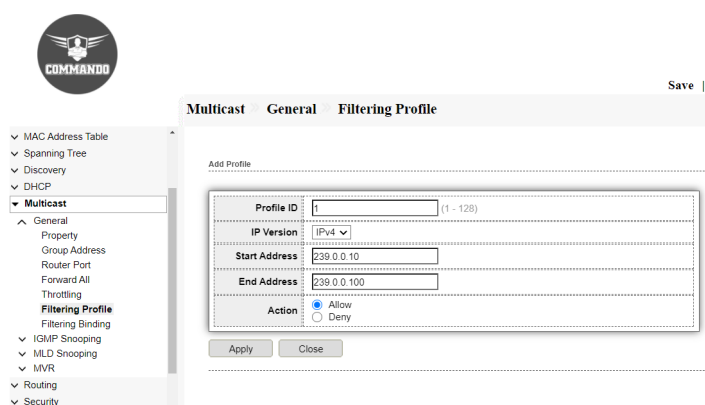 COMMANDO
Save |
Multicast » General » Filtering Profile
MAC Address Table
Spanning Tree
Discovery
DHCP
Multicast
General
Property
Group Address
Router Port
Forward All
Throttling
Filtering Profile
Filtering Binding
IGMP Snooping
MLD Snooping
MVR
Routing
Security
Add Profile
Profile ID 1 (1 - 128)
IP Version IPv4
Start Address 239.0.0.10
End Address 239.0.0.100
Action Allow
Deny
Apply Close